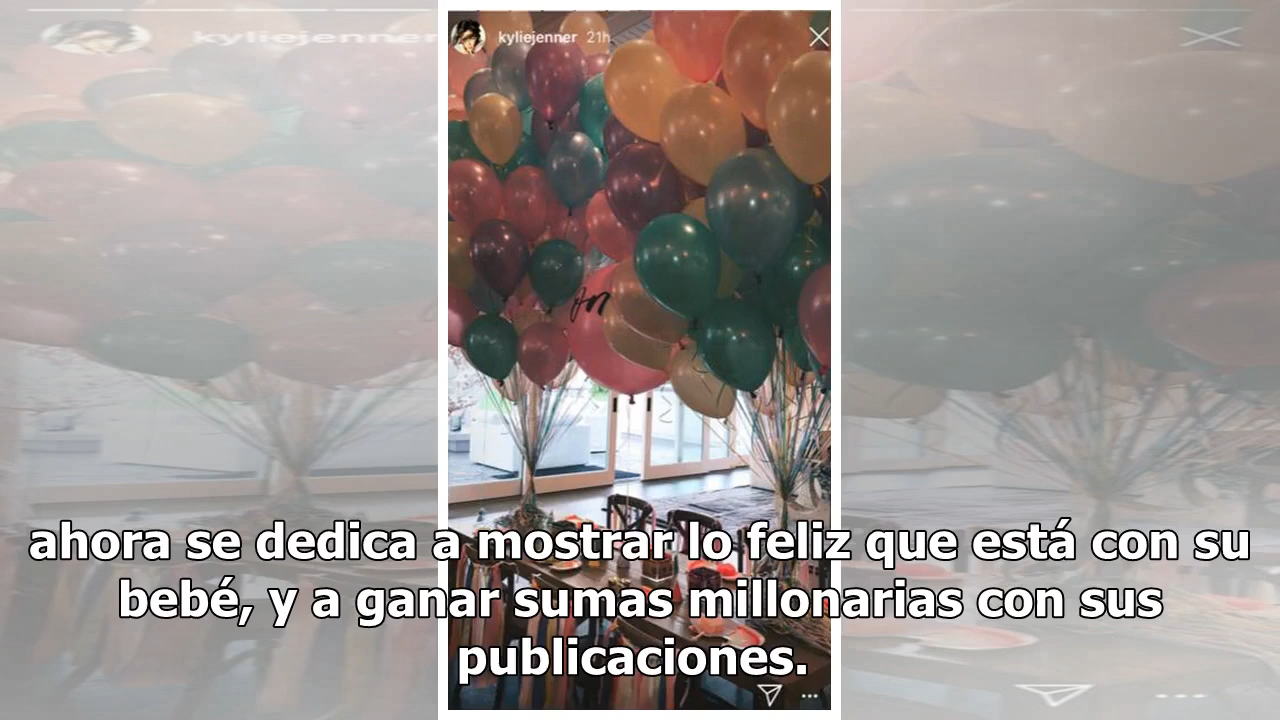 kyliejenner
kyliejenner 21h
ahora se dedica a mostrar lo feliz que está con su
bebé, y a ganar sumas millonarias con sus
publicaciones.